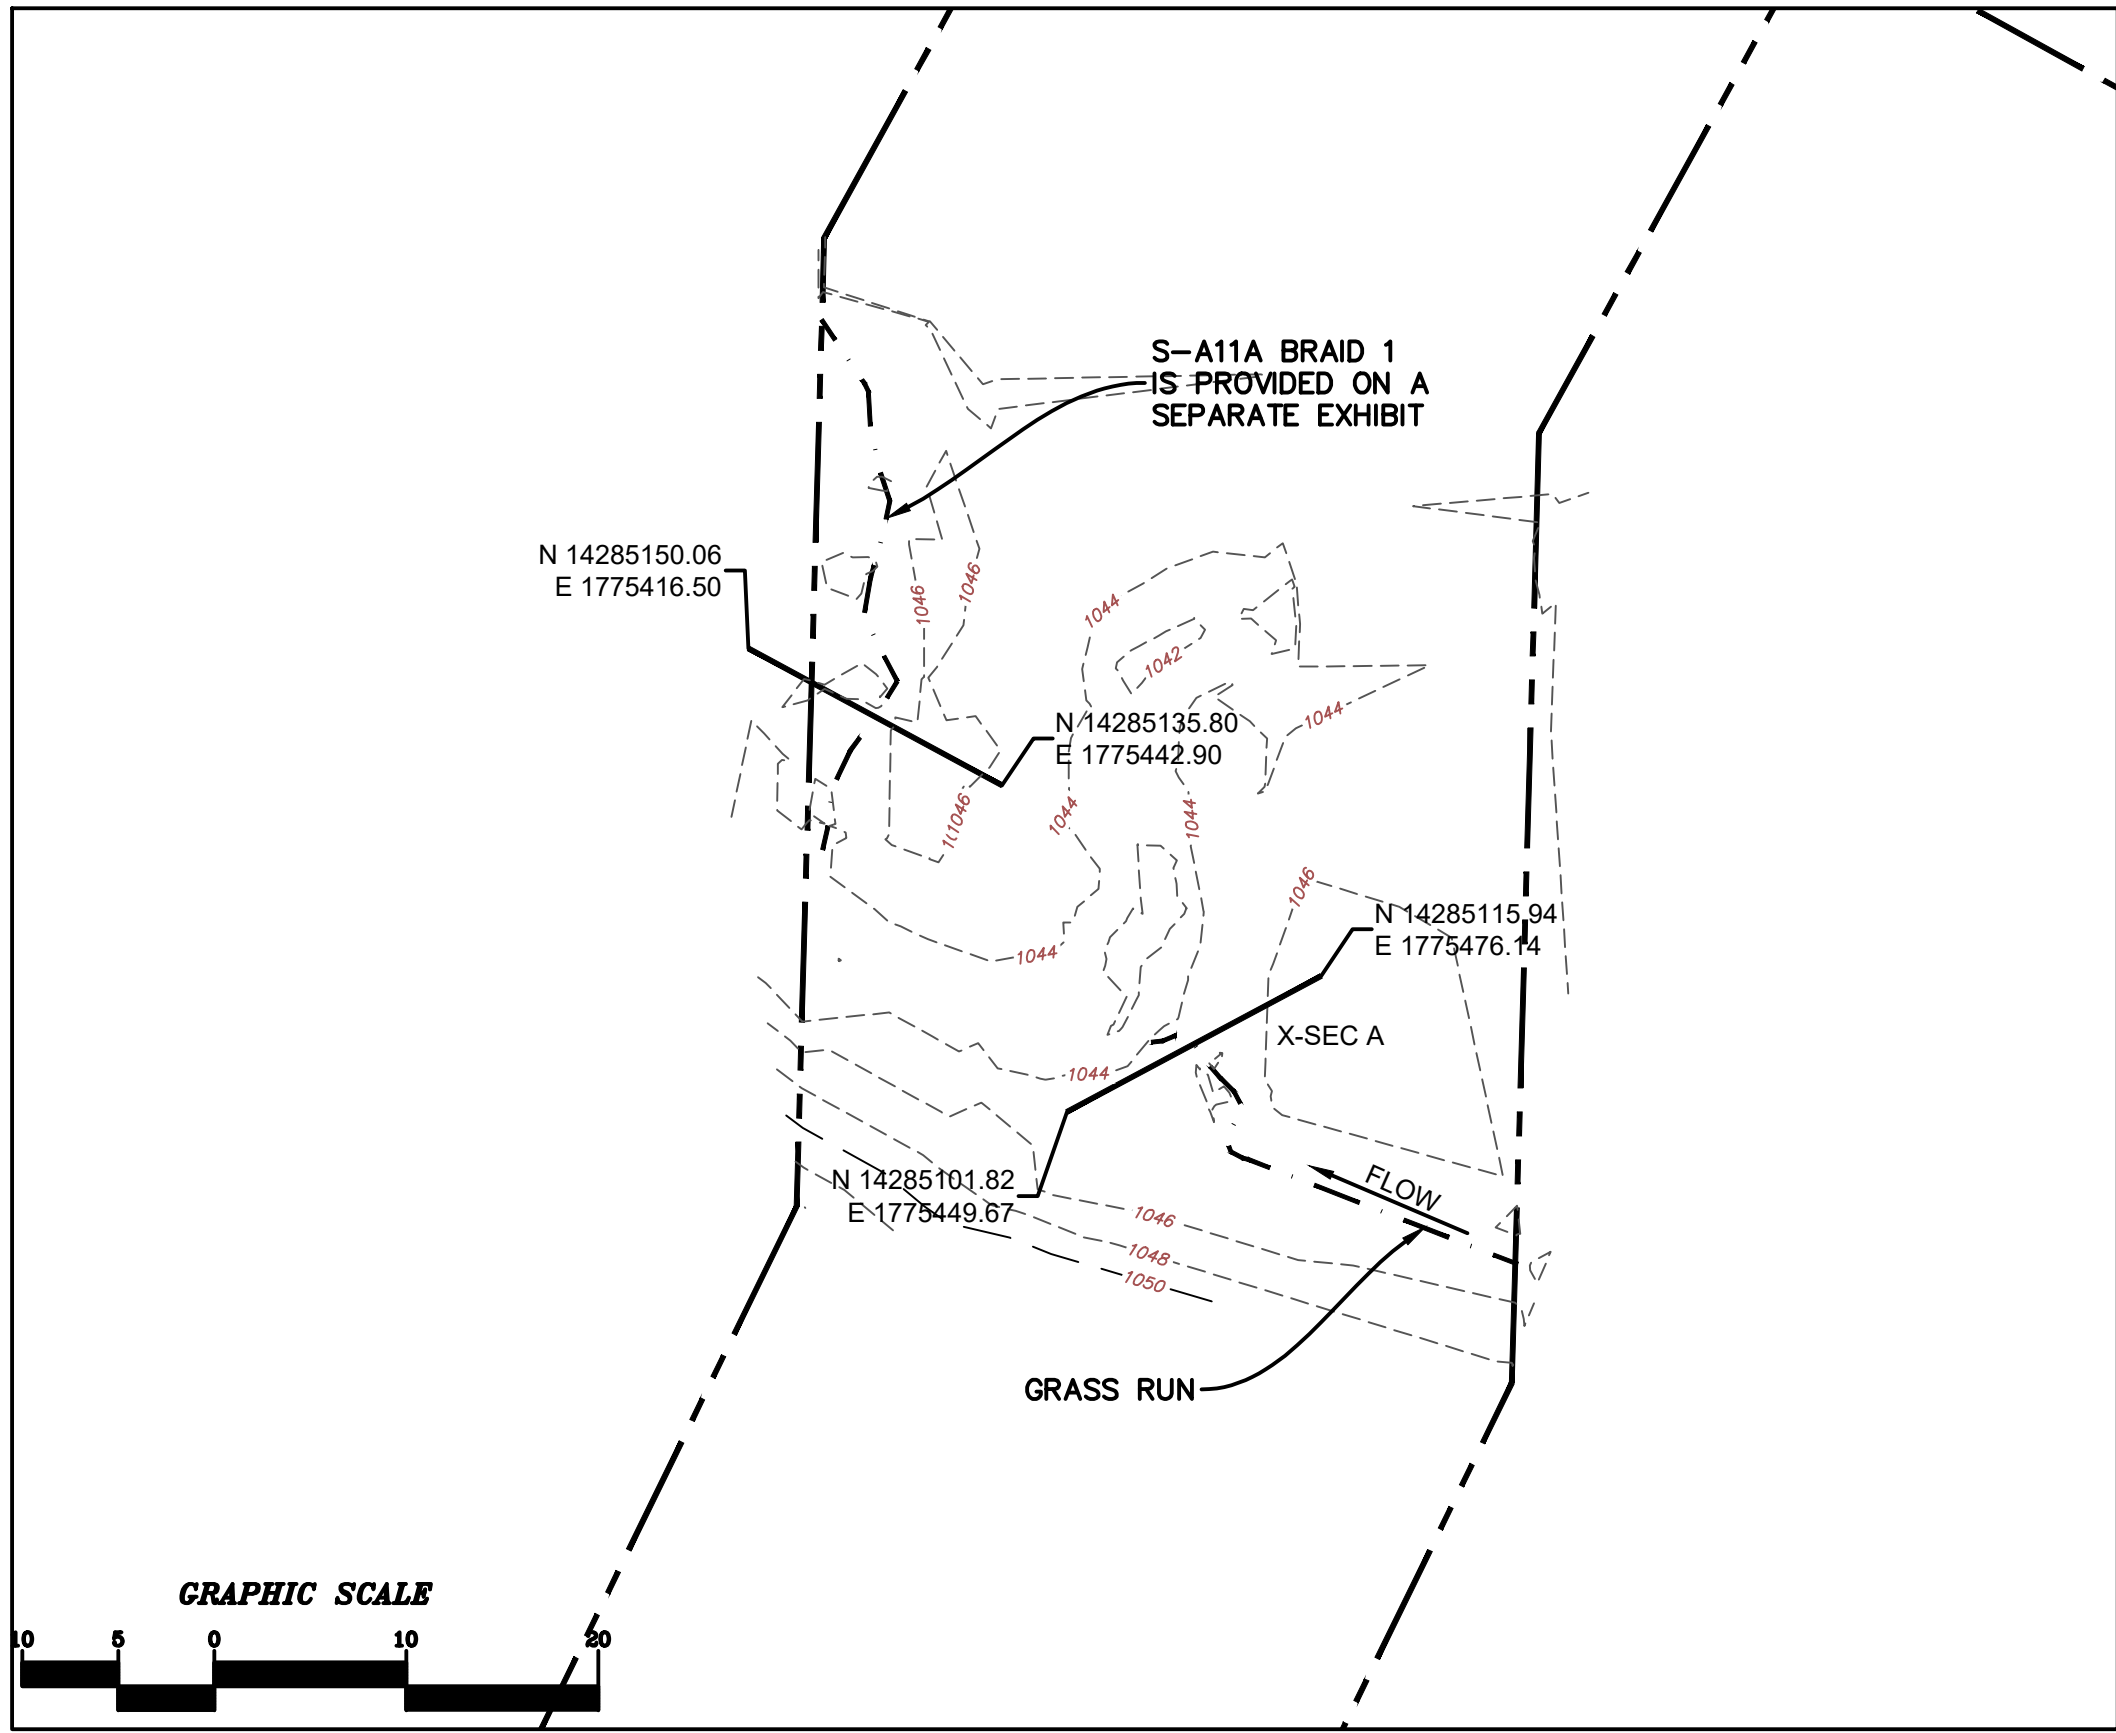 S-A11A BRAID 1
IS PROVIDED ON A
SEPARATE EXHIBIT
N 14285150.06
E 1775416.50
1046
1046
1044
1042
1044
N 14285135.80
E 1775442.90
1046
1044
1044
1046
N 14285115.94
E 1775476.14
1044
X-SEC A
1044
N 14285101.82
E 1775449.67
FLOW
1046
1048
1050
GRASS RUN
GRAPHIC SCALE
10 5 0 10 20